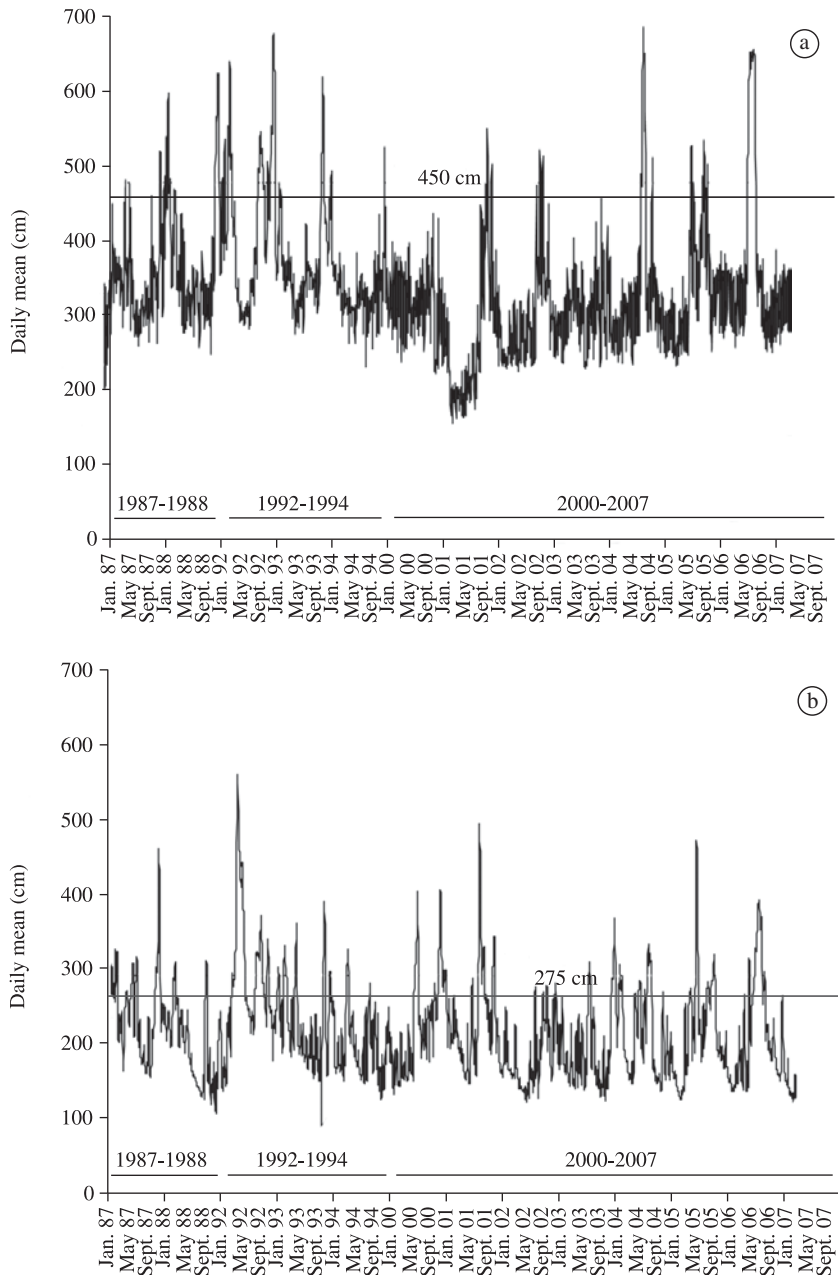 a
700
600
500
400
300
200
100
0
Daily mean (cm)
450 cm
1987-1988
1992-1994
2000-2007
Jan. 87
May 87
Sept. 87
Jan. 88
May 88
Sept. 88
Jan. 92
May 92
Sept. 92
Jan. 93
May 93
Sept. 93
May 94
Sept. 94
Jan. 00
May 00
Sept. 00
Jan. 01
May 01
Sept. 01
Jan. 02
May 02
Sept. 02
Jan. 03
May 03
Sept. 03
Jan. 04
May 04
Sept. 04
Jan. 05
May 05
Sept. 05
Jan. 06
May 06
Sept. 06
Jan. 07
May 07
Sept. 07
b
700
600
500
400
300
200
100
0
Daily mean (cm)
275 cm
1987-1988
1992-1994
2000-2007
Jan. 87
May 87
Sept. 87
Jan. 88
May 88
Sept. 88
Jan. 92
May 92
Sept. 92
Jan. 93
May 93
Sept. 93
May 94
Sept. 94
Jan. 00
May 00
Sept. 00
Jan. 01
May 01
Sept. 01
Jan. 02
May 02
Sept. 02
Jan. 03
May 03
Sept. 03
Jan. 04
May 04
Sept. 04
Jan. 05
May 05
Sept. 05
Jan. 06
May 06
Sept. 06
Jan. 07
May 07
Sept. 07